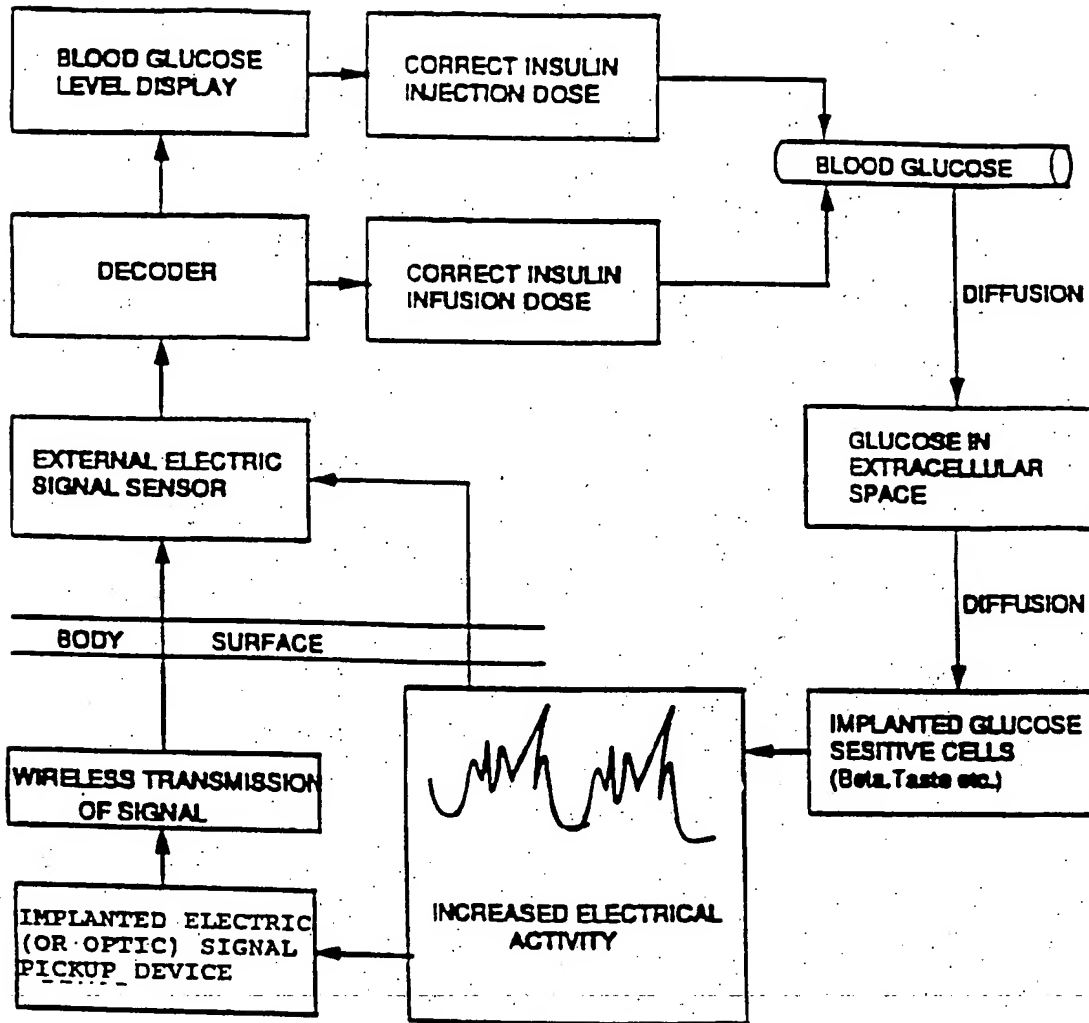 BLOOD GLUCOSE
LEVEL DISPLAY
CORRECT INSULIN
INJECTION DOSE
BLOOD GLUCOSE
DECODER
CORRECT INSULIN
INFUSION DOSE
DIFFUSION
EXTERNAL ELECTRIC
SIGNAL SENSOR
GLUCOSE IN
EXTRACELLULAR
SPACE
DIFFUSION
BODY SURFACE
IMPLANTED GLUCOSE
SESITIVE CELLS
(Beta.Taste etc.)
WIRELESS TRANSMISSION
OF SIGNAL
INCREASED ELECTRICAL
ACTIVITY
IMPLANTED ELECTRIC
(OR OPTIC) SIGNAL
PICKUP DEVICE